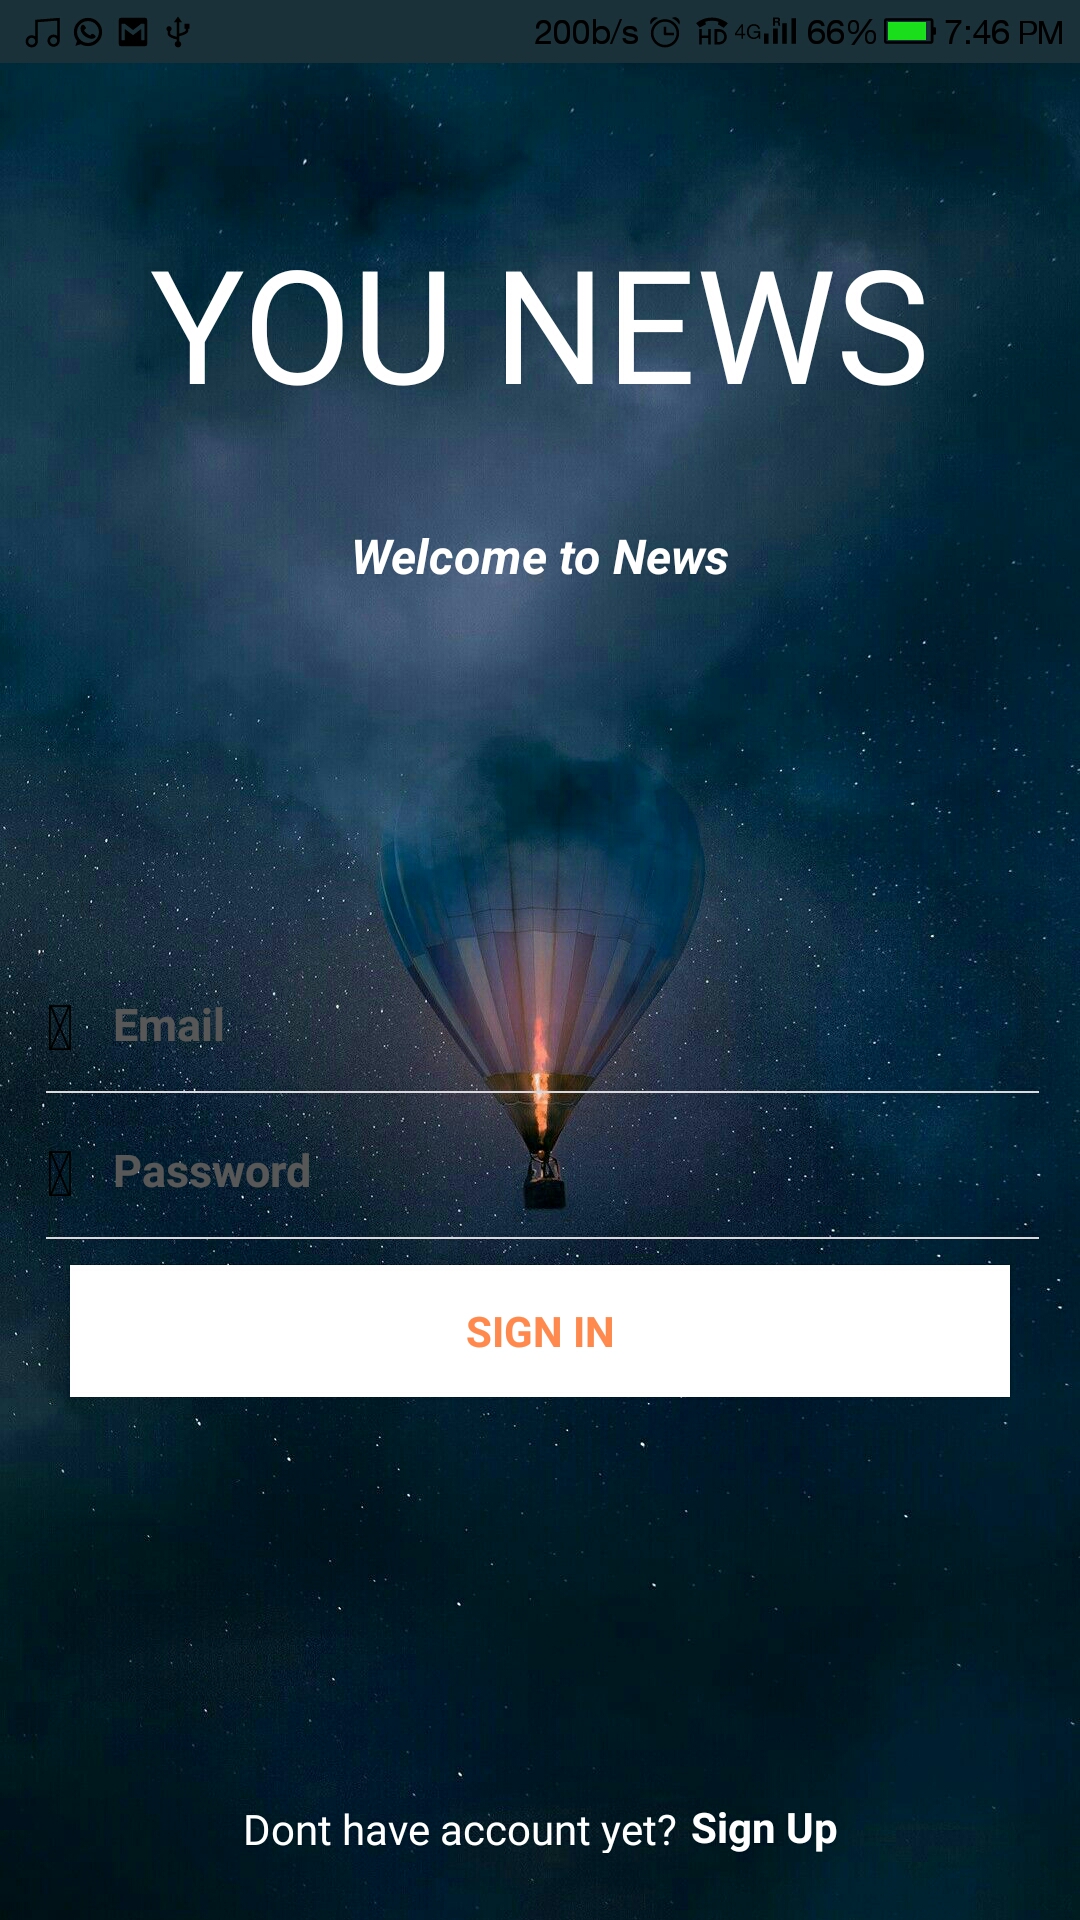 200b/s HD 4G R 66% 7:46 PM
YOU NEWS
Welcome to News
Email
Password
SIGN IN
Dont have account yet? Sign Up